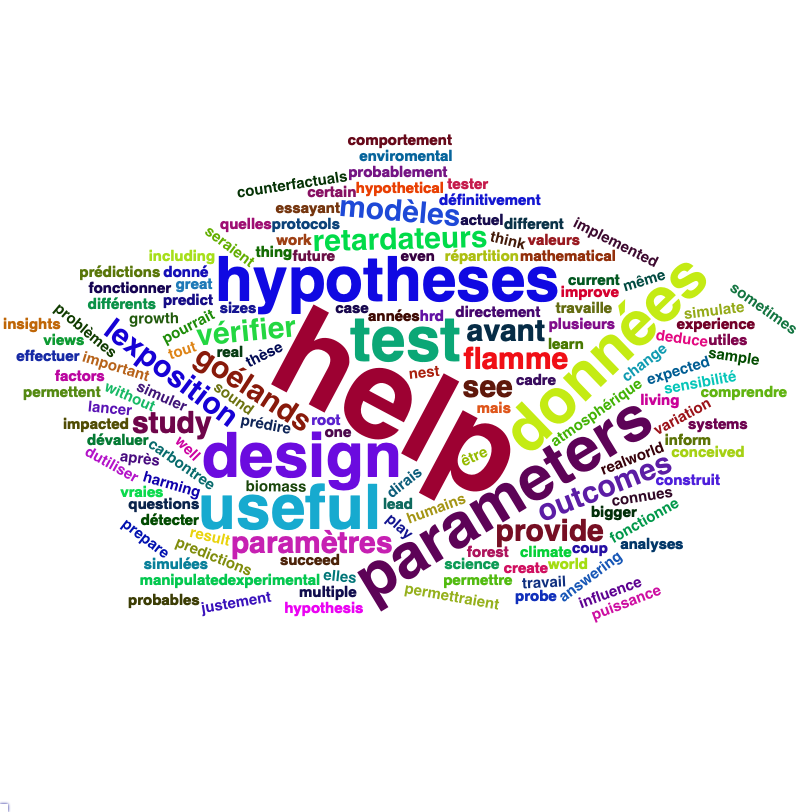 comportement
enviromental
probablement
counterfactuals
certain
hypothetical
tester
essayant
modèles
définitivement
quelles
protocols
actuel
different
implemented
seraient
work
retardateurs
think
valeurs
including
thing
future
even
répartition
mathematical
prédictions
donné
hypotheses
current
même
données
fonctionner
great
improve
sometimes
différents
predict
sizes
case
années
hrd
directement
travaille
simulate
insights
problèmes
growth
pourrait
vérifier
help
test
avant
plusieurs
experience
views
lexposition
real
thèse
flamme
learn
change
deduce
utiles
effectuer
important
tout
goélands
nest
see
cadre
expected
sample
factors
simuler
sound
sensibilité
permettent
without
mais
atmosphérique
living
comprendre
lancer
study
prédire
root
parameters
variation
impacted
one
systems
dévaluer
well
design
être
realworld
inform
dutiliser
après
carbontree
dirais
outcomes
conceived
harming
biomass
construit
vraies
useful
humans
connues
questions
lead
bigger
détecter
play
provide
fonctionne
prepare
result
paramètres
analyses
predictions
forest
climate
coup
simulées
succeed
science
create
world
answering
manipulated
experimental
elles
permettre
travail
multiple
permettraient
probe
influence
probables
justement
hypothesis
puissance